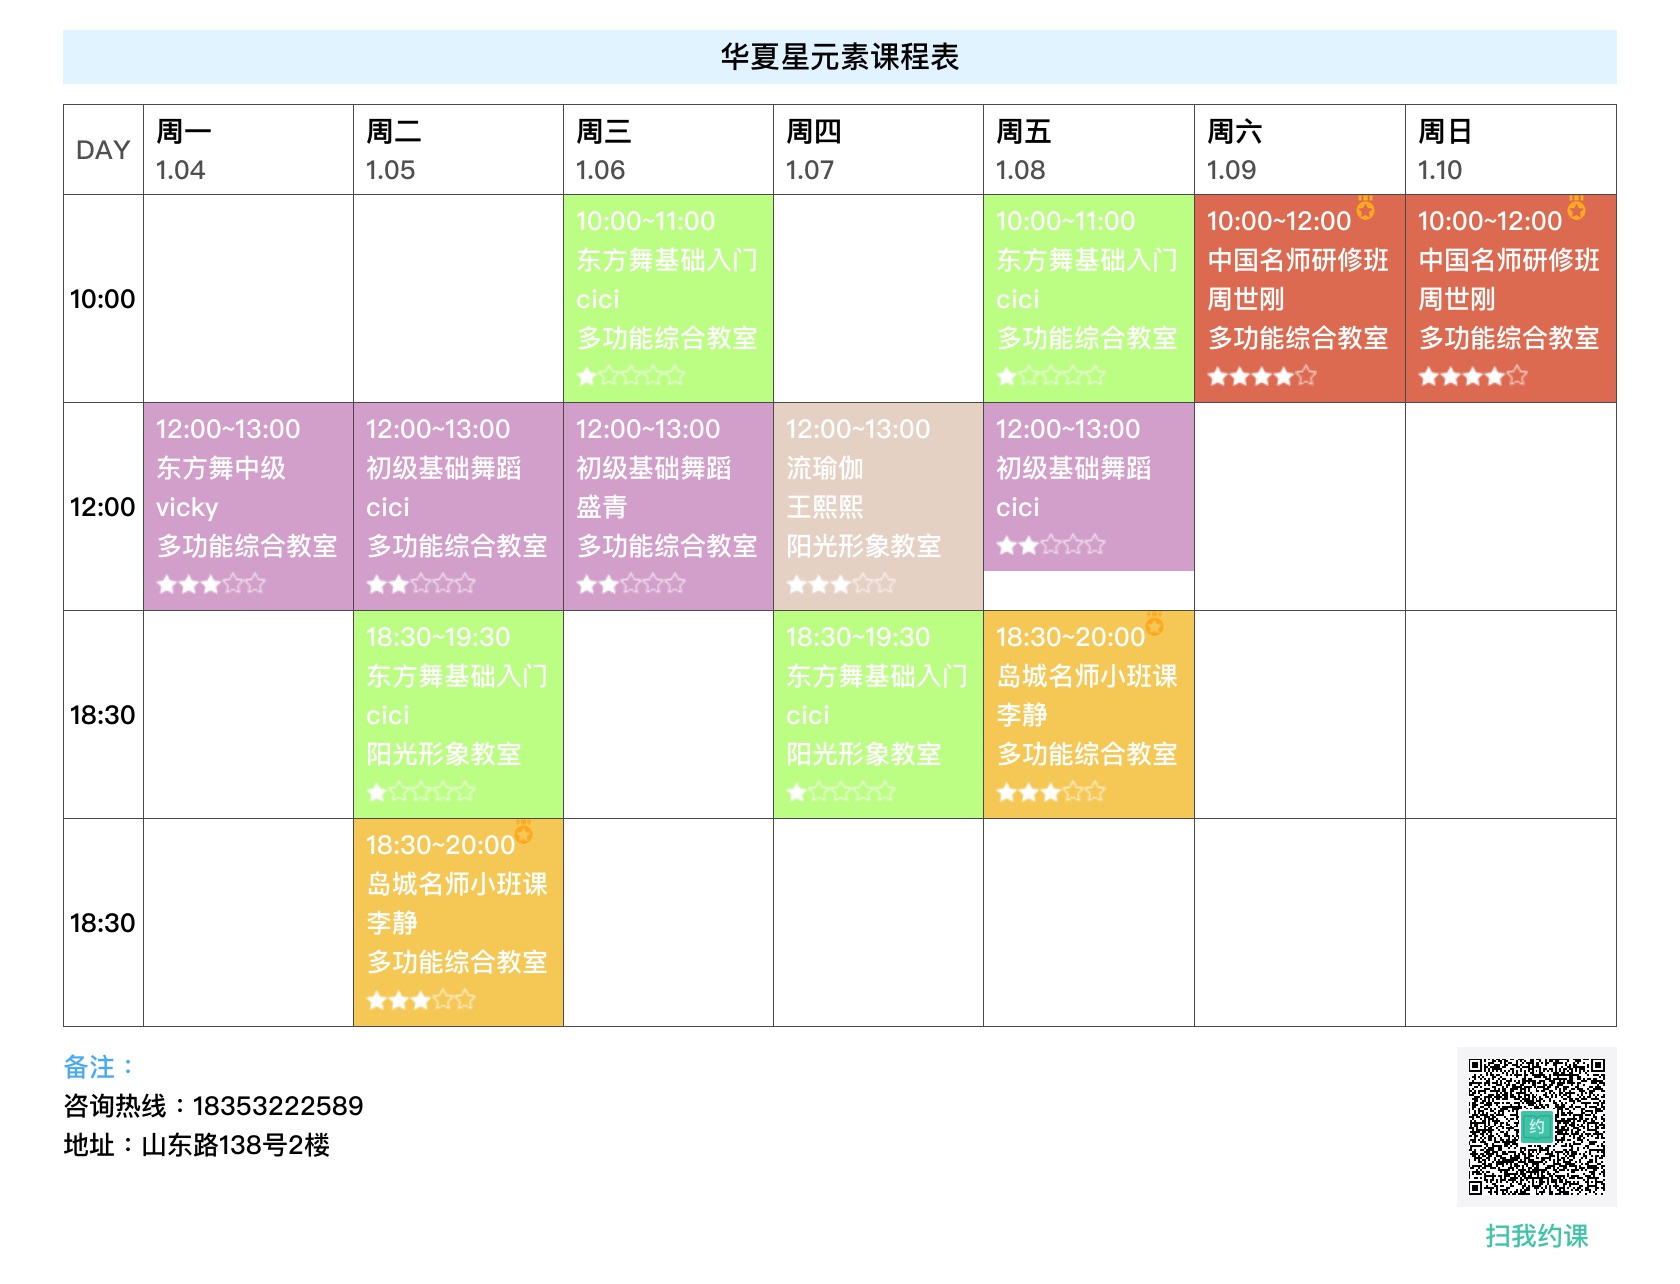 华夏星元素课程表
DAY
周一
1.04
周二
1.05
周三
1.06
周四
1.07
周五
1.08
周六
1.09
周日
1.10
10:00
10:00~11:00
东方舞基础入门
cici
多功能综合教室
10:00~11:00
东方舞基础入门
cici
多功能综合教室
10:00~12:00
中国名师研修班
周世刚
多功能综合教室
10:00~12:00
中国名师研修班
周世刚
多功能综合教室
12:00
12:00~13:00
东方舞中级
vicky
多功能综合教室
12:00~13:00
初级基础舞蹈
cici
多功能综合教室
12:00~13:00
初级基础舞蹈
盛青
多功能综合教室
12:00~13:00
流瑜伽
王熙熙
阳光形象教室
12:00~13:00
初级基础舞蹈
cici
18:30
18:30~19:30
东方舞基础入门
cici
阳光形象教室
18:30~19:30
东方舞基础入门
cici
阳光形象教室
18:30~20:00
岛城名师小班课
李静
多功能综合教室
18:30
18:30~20:00
岛城名师小班课
李静
多功能综合教室
备注：
咨询热线：18353222589
地址：山东路138号2楼
约
扫我约课